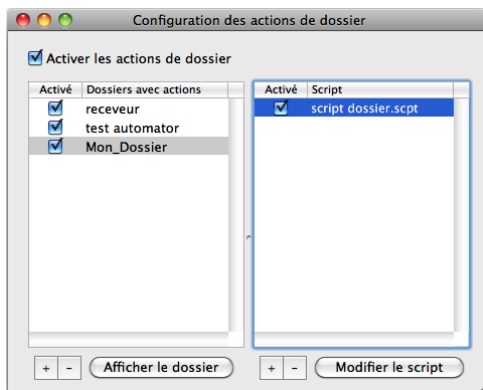 Configuration des actions de dossier
Activer les actions de dossier
Activé Dossiers avec actions
receveur
test automator
Mon_Dossier
Activé Script
script dossier.scpt
+ - Afficher le dossier
+ - Modifier le script